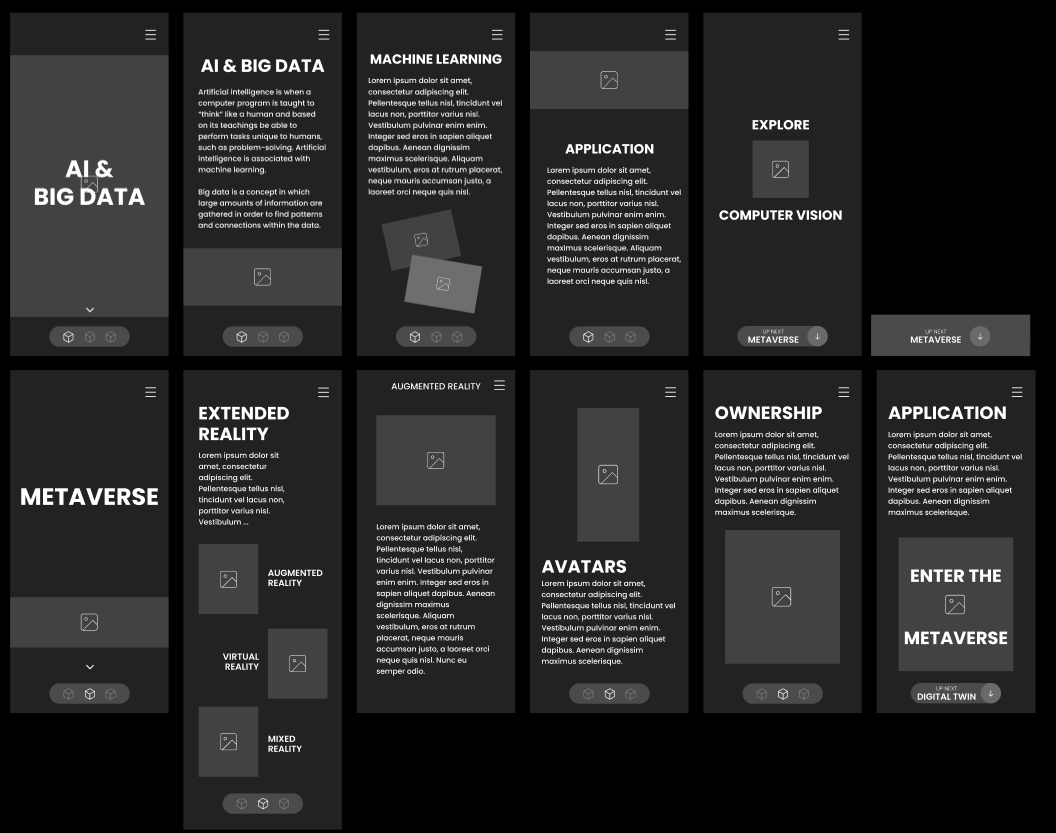 AI &
BIG DATA
AI & BIG DATA
Artificial intelligence is when a
computer program is taught to
“think” like a human and based
on its teachings be able to
perform tasks unique to humans,
such as problem-solving. Artificial
intelligence is associated with
machine learning.
Big data is a concept in which
large amounts of information are
gathered in order to find patterns
and connections within the data.
MACHINE LEARNING
Lorem ipsum dolor sit amet,
consectetur adipiscing elit.
Pellentesque tellus nisl, tincidunt vel
lacus non, porttitor varius nisl.
Vestibulum pulvinar enim enim.
Integer sed eros in sapien aliquet
dapibus. Aenean dignissim
maximus scelerisque. Aliquam
vestibulum, eros at rutrum placerat,
neque mauris accumsan justo, a
laoreet orci neque quis nisl.
APPLICATION
Lorem ipsum dolor sit amet,
consectetur adipiscing elit.
Pellentesque tellus nisl, tincidunt vel
lacus non, porttitor varius nisl.
Vestibulum pulvinar enim enim.
Integer sed eros in sapien aliquet
dapibus. Aenean dignissim
maximus scelerisque. Aliquam
vestibulum, eros at rutrum placerat,
neque mauris accumsan justo, a
laoreet orci neque quis nisl.
EXPLORE
COMPUTER VISION
UP NEXT
METAVERSE
UP NEXT
METAVERSE
METAVERSE
EXTENDED
REALITY
Lorem ipsum dolor sit
amet, consectetur
adipiscing elit.
Pellentesque tellus nisl,
tincidunt vel lacus non,
porttitor varius nisl.
Vestibulum ...
AUGMENTED
REALITY
VIRTUAL
REALITY
MIXED
REALITY
AUGMENTED REALITY
Lorem ipsum dolor sit amet,
consectetur adipiscing elit.
Pellentesque tellus nisl,
tincidunt vel lacus non, porttitor
varius nisl. Vestibulum pulvinar
enim enim. Integer sed eros in
sapien aliquet dapibus. Aenean
dignissim maximus
scelerisque. Aliquam
vestibulum, eros at rutrum
placerat, neque mauris
accumsan justo, a laoreet orci
neque quis nisl. Nunc eu
semper odio.
AVATARS
Lorem ipsum dolor sit amet,
consectetur adipiscing elit.
Pellentesque tellus nisl, tincidunt vel
lacus non, porttitor varius nisl.
Vestibulum pulvinar enim enim.
Integer sed eros in sapien aliquet
dapibus. Aenean dignissim
maximus scelerisque.
OWNERSHIP
Lorem ipsum dolor sit amet,
consectetur adipiscing elit.
Pellentesque tellus nisl, tincidunt vel
lacus non, porttitor varius nisl.
Vestibulum pulvinar enim enim.
Integer sed eros in sapien aliquet
dapibus. Aenean dignissim
maximus scelerisque.
APPLICATION
Lorem ipsum dolor sit amet,
consectetur adipiscing elit.
Pellentesque tellus nisl, tincidunt vel
lacus non, porttitor varius nisl.
Vestibulum pulvinar enim enim.
Integer sed eros in sapien aliquet
dapibus. Aenean dignissim
maximus scelerisque.
ENTER THE
METAVERSE
UP NEXT
DIGITAL TWIN